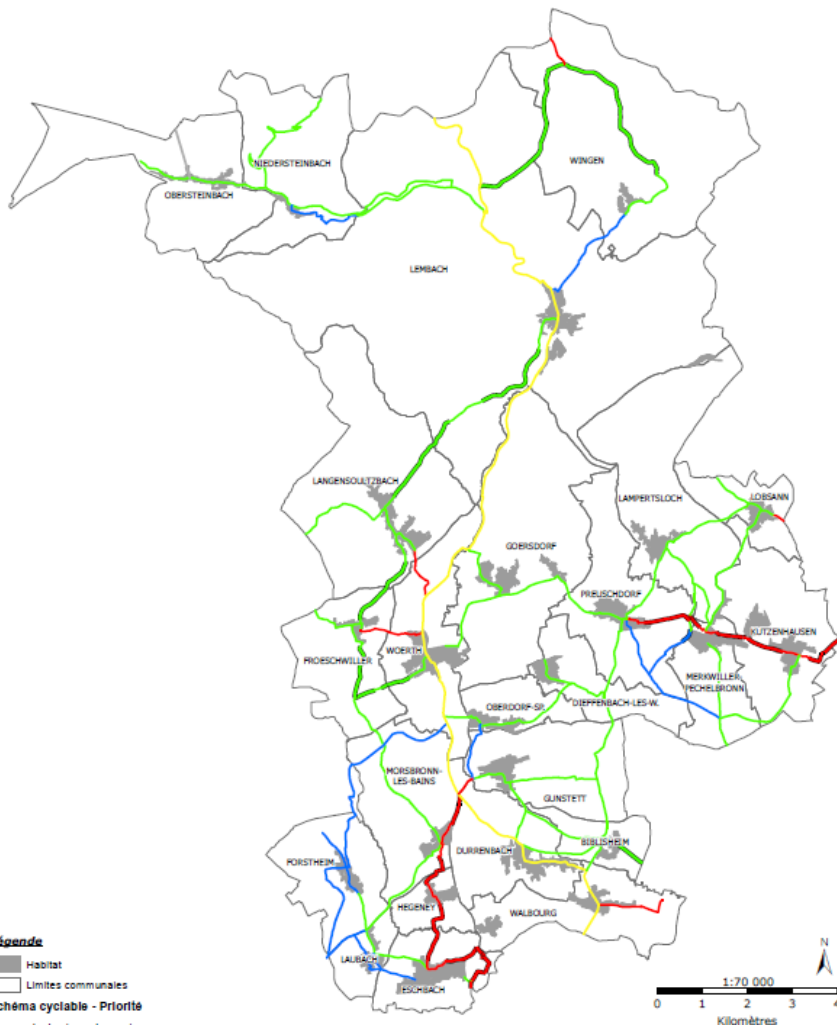 WINGEN
NIEDERSTEINBACH
OBERSTEINBACH
LEMBACH
LANGENSOULTZBACH
LAMPERTSLOCH
LOBSANN
GOERSDORF
PREUSCHDORF
KUTZENHAUSEN
FROESCHWILLER
WOERTH
MERKWILLER
PECHELBRONN
OBERDORF-SP.
DIEFFENBACH-LES-W.
MORSBRONN-
LES-BAINS
GUNSTETT
BIBLISHEIM
DURRENBACH
FORSTHEIM
HEGENEY
WALBOURG
LAUBACH
ESCHBACH
égende
Habitat
Limites communales
chéma cyclable - Priorité
N
1:70 000
0 1 2 3 4
Kilomètres